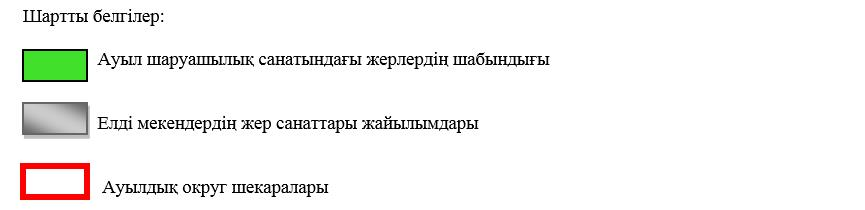 Шартты белгілер:
Ауыл шаруашылық санатындағы жерлердің шабындығы
Елді мекендердің жер санаттары жайылымдары
Ауылдық округ шекаралары